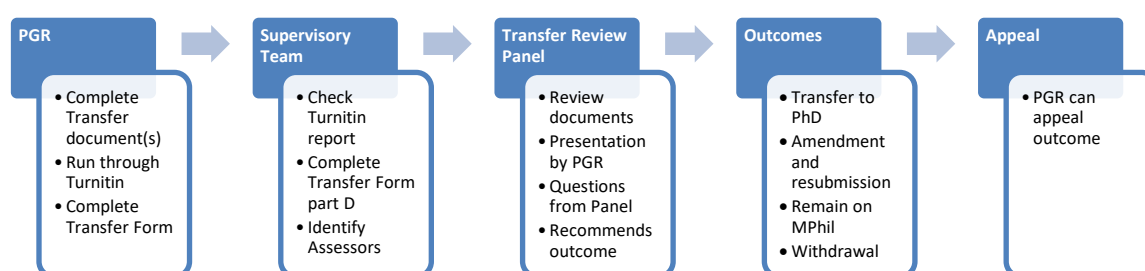 PGR
• Complete
Transfer
document(s)
• Run through
Turnitin
• Complete
Transfer Form
Supervisory
Team
• Check
Turnitin
report
• Complete
Transfer Form
part D
• Identify
Assessors
Transfer Review
Panel
• Review
documents
• Presentation
by PGR
• Questions
from Panel
• Recommends
outcome
Outcomes
• Transfer to
PhD
• Amendment
and
resubmission
• Remain on
MPhil
• Withdrawal
Appeal
• PGR can
appeal
outcome